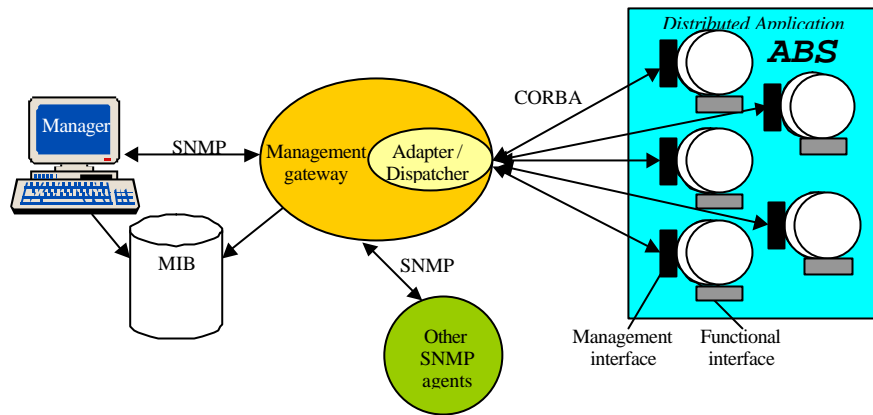 Distributed Application
ABS
CORBA
Manager
SNMP
Management
gateway
Adapter /
Dispatcher
MIB
SNMP
Other
SNMP
agents
Management
interface
Functional
interface